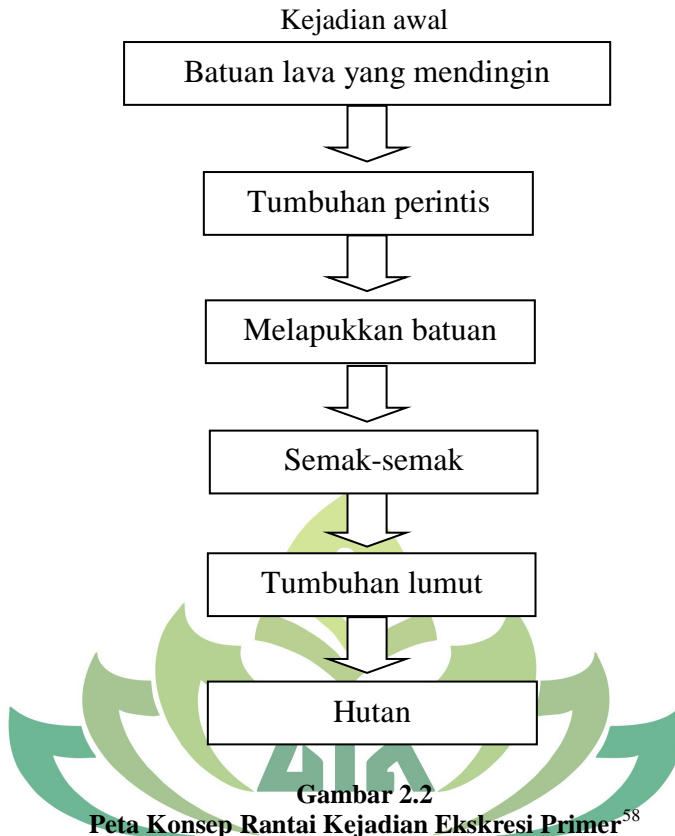 Kejadian awal
Batuan lava yang mendingin
Tumbuhan perintis
Melapukkan batuan
Semak-semak
Tumbuhan lumut
Hutan
Gambar 2.2
Peta Konsep Rantai Kejadian Ekskresi Primer58